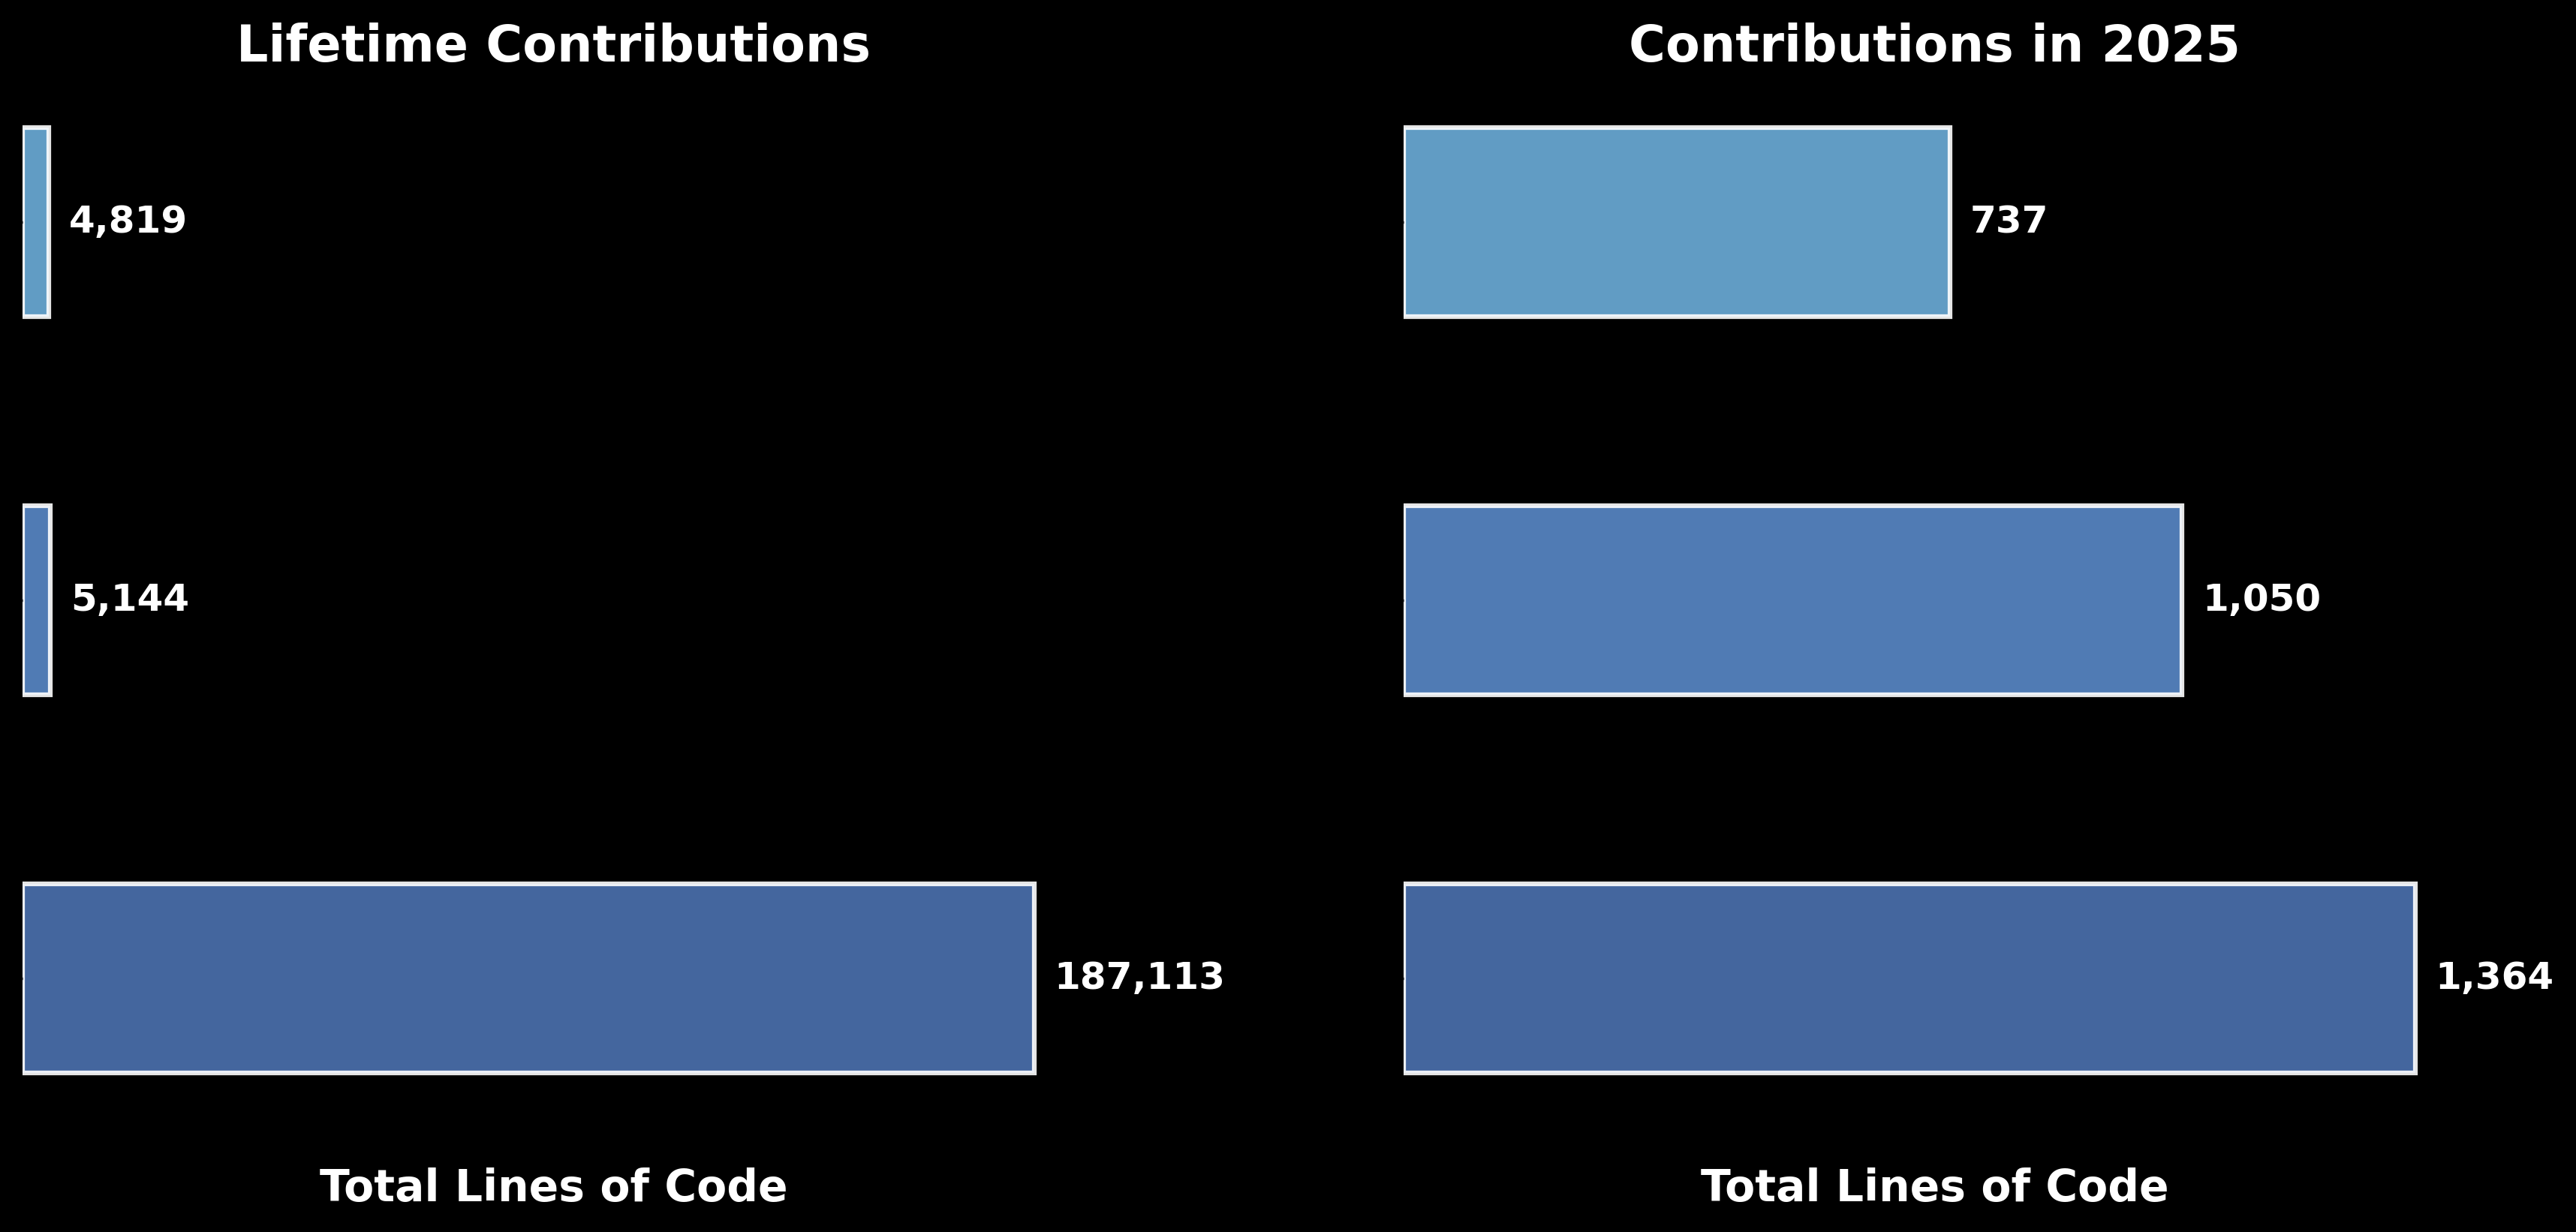 Lifetime Contributions
4,819
5,144
187,113
Total Lines of Code
Contributions in 2025
737
1,050
1,364
Total Lines of Code